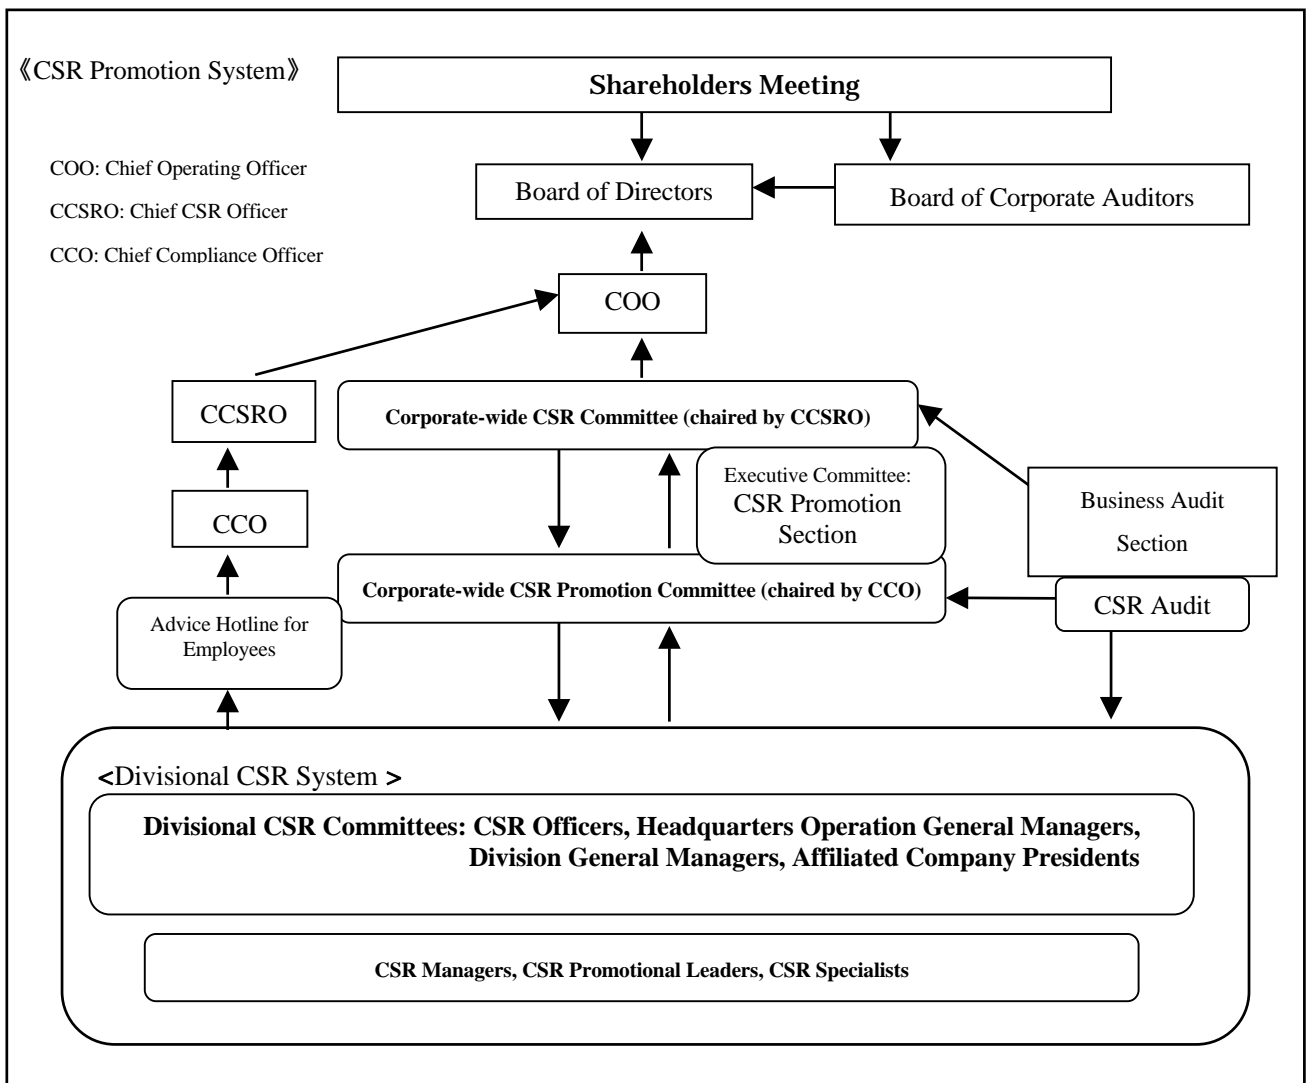 《CSR Promotion System》
Shareholders Meeting
COO: Chief Operating Officer
CCSRO: Chief CSR Officer
CCO: Chief Compliance Officer
Board of Directors
Board of Corporate Auditors
COO
CCSRO
Corporate-wide CSR Committee (chaired by CCSRO)
Executive Committee:
CSR Promotion
Section
Business Audit
Section
CCO
Corporate-wide CSR Promotion Committee (chaired by CCO)
CSR Audit
Advice Hotline for
Employees
<Divisional CSR System >
Divisional CSR Committees: CSR Officers, Headquarters Operation General Managers,
Division General Managers, Affiliated Company Presidents
CSR Managers, CSR Promotional Leaders, CSR Specialists